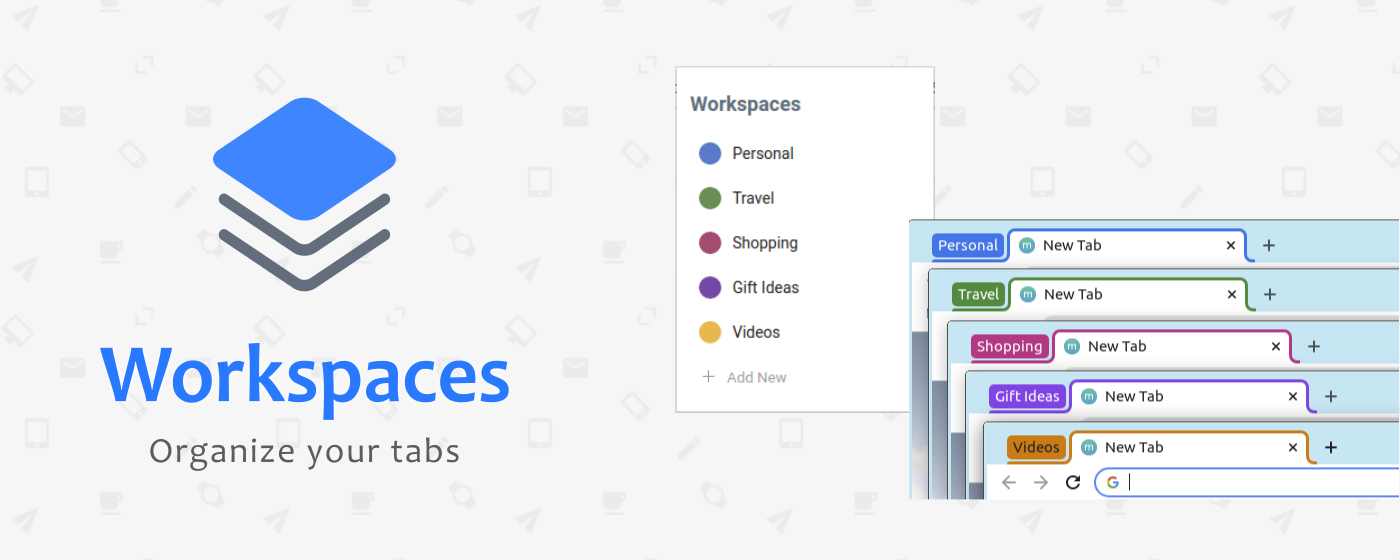 Workspaces
Organize your tabs
Workspaces
Personal
Travel
Shopping
Gift Ideas
Videos
+ Add New
Personal m New Tab × +
Travel m New Tab × +
Shopping m New Tab × +
Gift Ideas m New Tab × +
Videos m New Tab × +
G